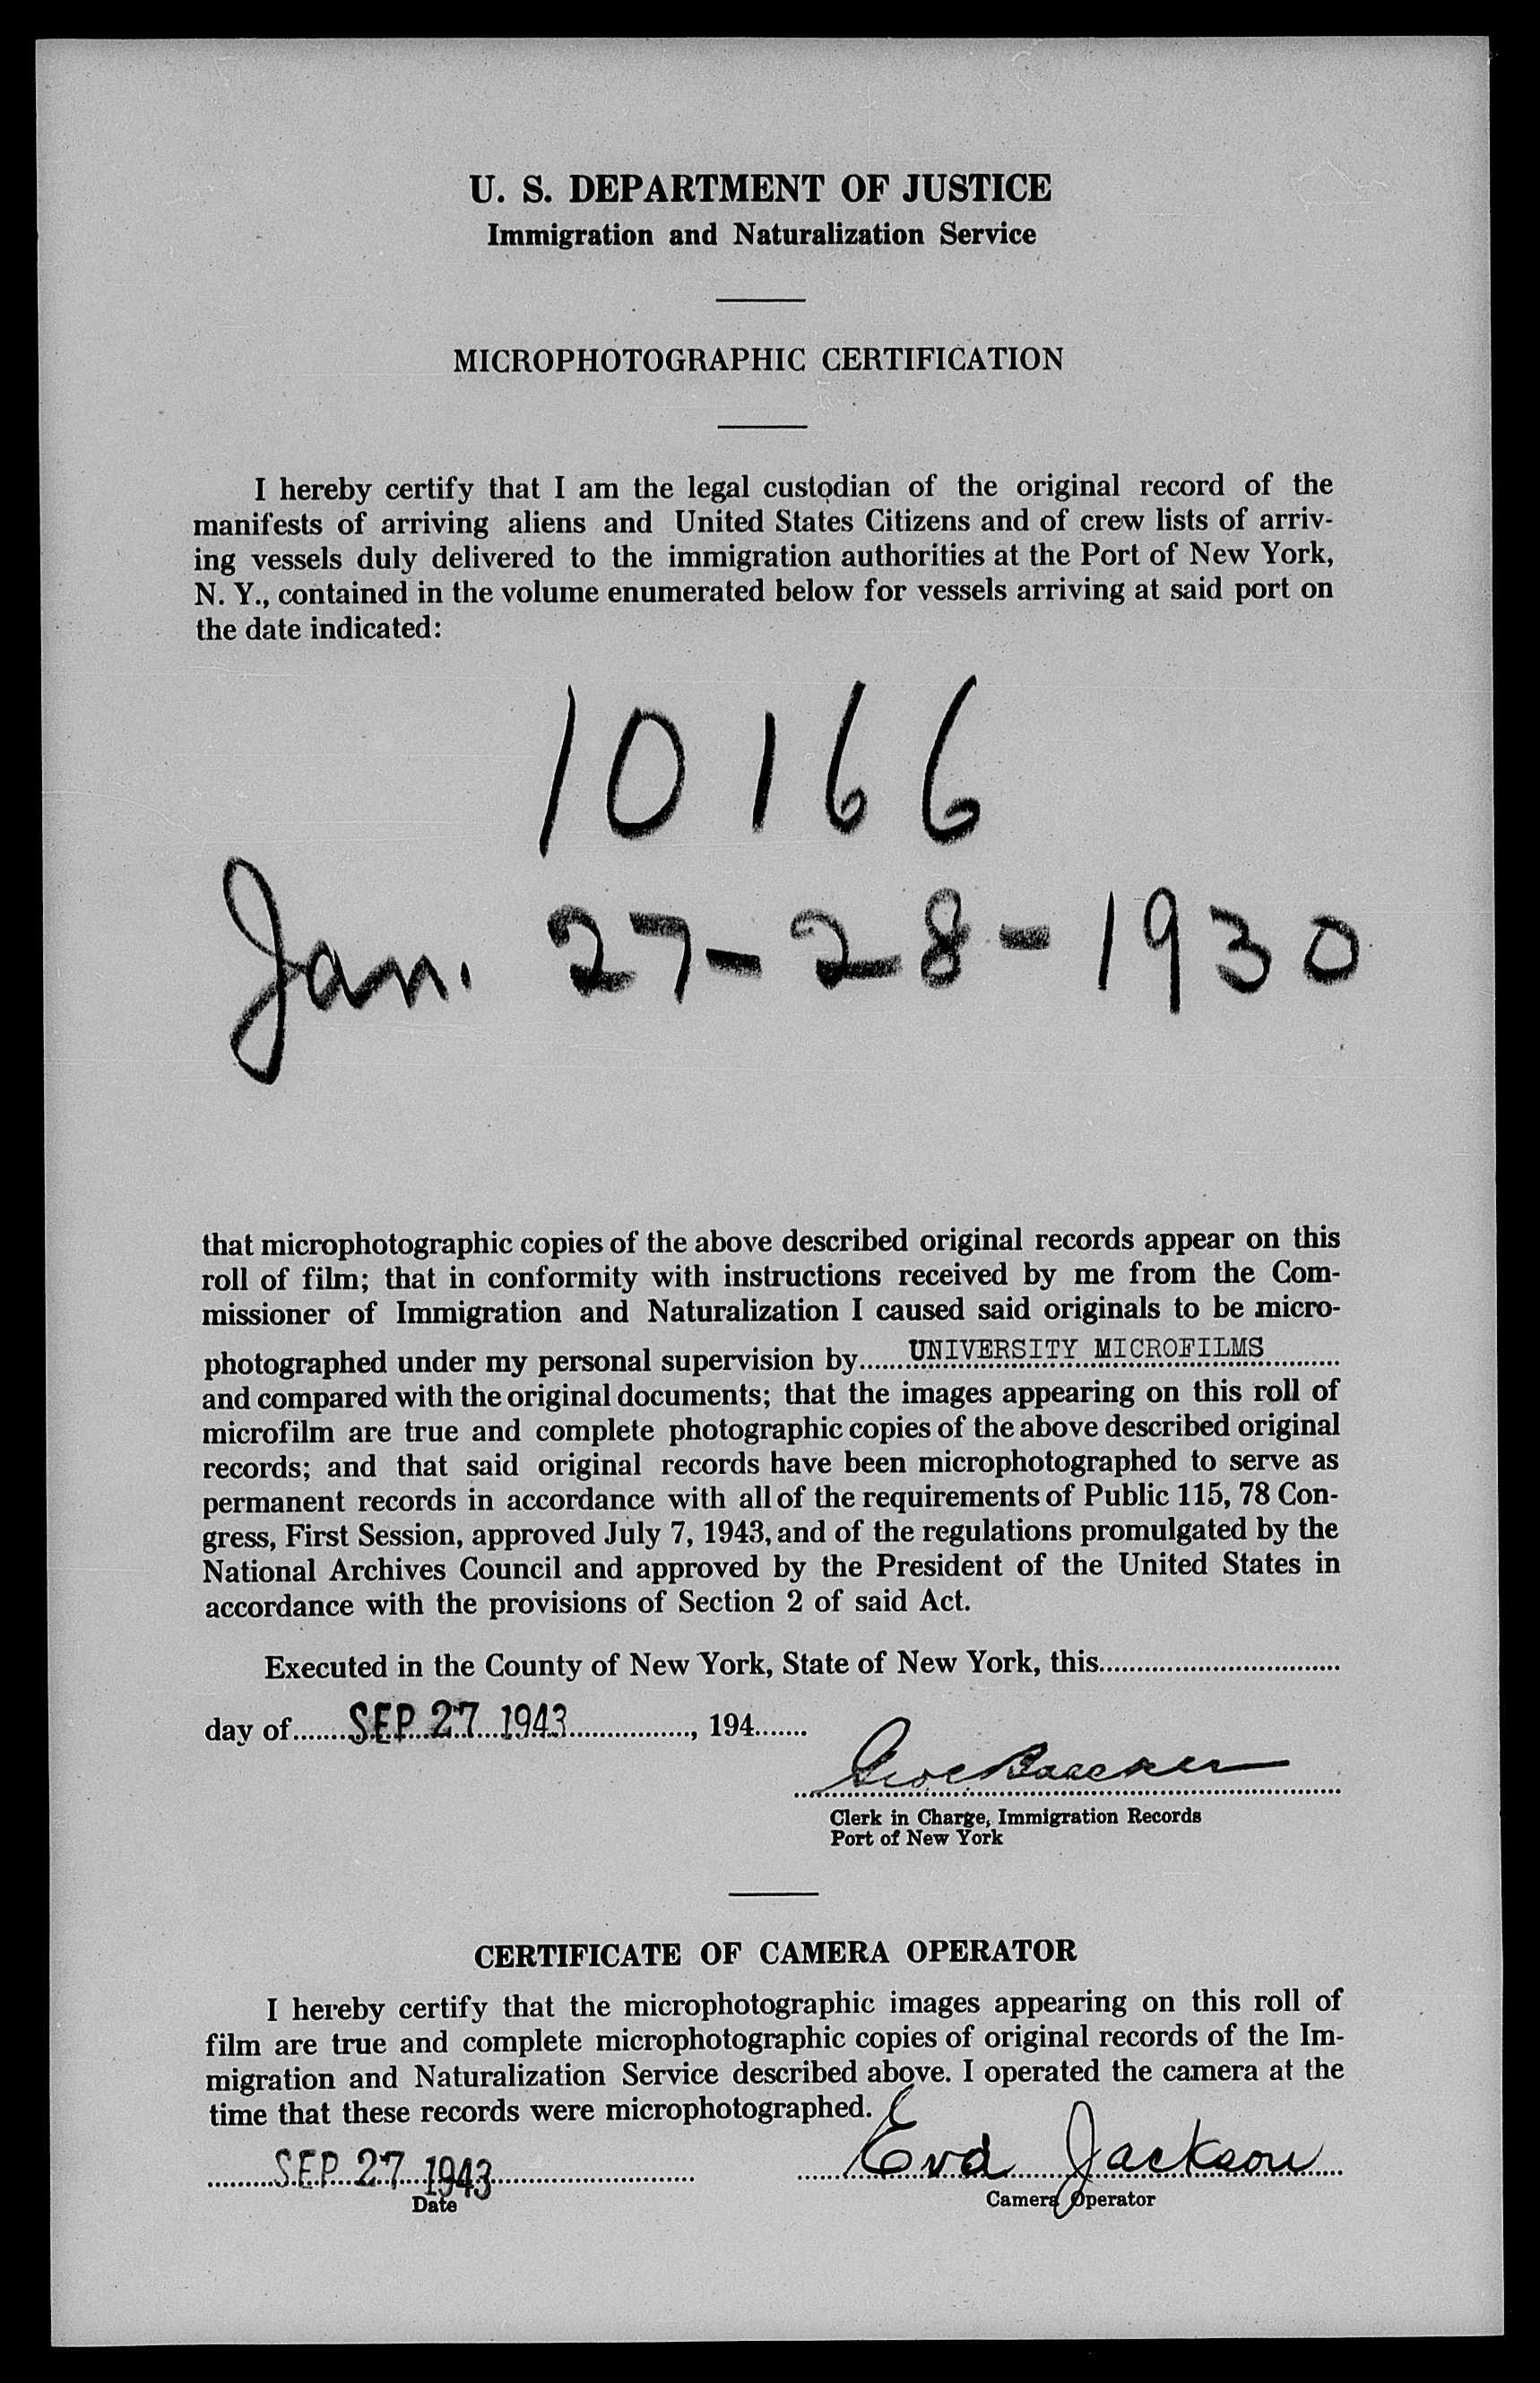 U. S. DEPARTMENT OF JUSTICE
Immigration and Naturalization Service
MICROPHOTOGRAPHIC CERTIFICATION
I hereby certify that I am the legal custodian of the original record of the
manifests of arriving aliens and United States Citizens and of crew lists of arriv-
ing vessels duly delivered to the immigration authorities at the Port of New York,
N. Y., contained in the volume enumerated below for vessels arriving at said port on
the date indicated:
10166
Jan. 27-28-1930
that microphotographic copies of the above described original records appear on this
roll of film; that in conformity with instructions received by me from the Com-
missioner of Immigration and Naturalization I caused said originals to be micro-
photographed under my personal supervision by UNIVERSITY MICROFILMS
and compared with the original documents; that the images appearing on this roll of
microfilm are true and complete photographic copies of the above described original
records; and that said original records have been microphotographed to serve as
permanent records in accordance with all of the requirements of Public 115, 78 Con-
gress, First Session, approved July 7, 1943, and of the regulations promulgated by the
National Archives Council and approved by the President of the United States in
accordance with the provisions of Section 2 of said Act.
Executed in the County of New York, State of New York, this
day of SEP 27 1943, 194
Clerk in Charge, Immigration Records
Port of New York
CERTIFICATE OF CAMERA OPERATOR
I hereby certify that the microphotographic images appearing on this roll of
film are true and complete microphotographic copies of original records of the Im-
migration and Naturalization Service described above. I operated the camera at the
time that these records were microphotographed.
SEP 27 1943 Eva Jackson
Date Camera Operator